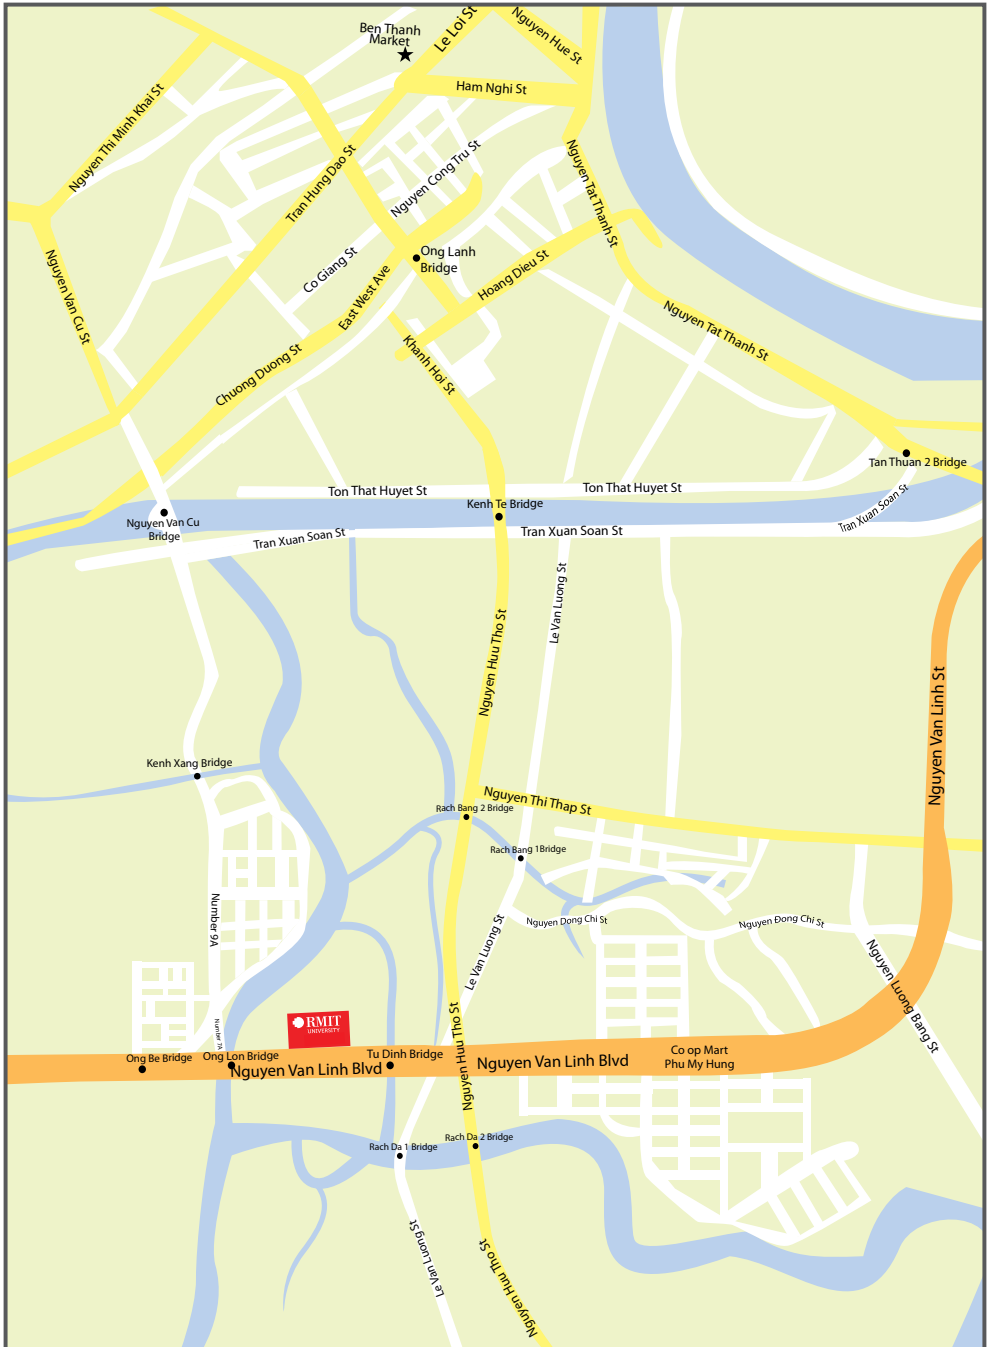 Ben Thanh
Market
Le Loi St
Nguyen Hue St
Ham Nghi St
Nguyen Thi Minh Khai St
Tran Hung Dao St
Nguyen Cong Tru St
Nguyen Tat Thanh St
Co Giang St
Ong Lanh
Bridge
Hoang Dieu St
East West Ave
Nguyen Van Cu St
Khanh Hoi St
Nguyen Tat Thanh St
Chuong Duong St
Tan Thuan 2 Bridge
Ton That Huyet St
Ton That Huyet St
Kenh Te Bridge
Tran Xuan Soan St
Nguyen Van Cu
Bridge
Tran Xuan Soan St
Tran Xuan Soan St
Le Van Luong St
Nguyen Huu Tho St
Nguyen Van Linh St
Kenh Xang Bridge
Nguyen Thi Thap St
Rach Bang 2 Bridge
Rach Bang 1Bridge
Number 9A
Nguyen Dong Chi St
Nguyen Đong Chi St
Le Van Luong St
Nguyen Luong Bang St
Number 7A
RMIT
UNIVERSITY
Nguyen Huu Tho St
Ong Be Bridge
Ong Lon Bridge
Tu Dinh Bridge
Nguyen Van Linh Blvd
Nguyen Van Linh Blvd
Co op Mart
Phu My Hung
Rach Da 1 Bridge
Rach Da 2 Bridge
Le Van Luong St
Nguyen Huu Tho St